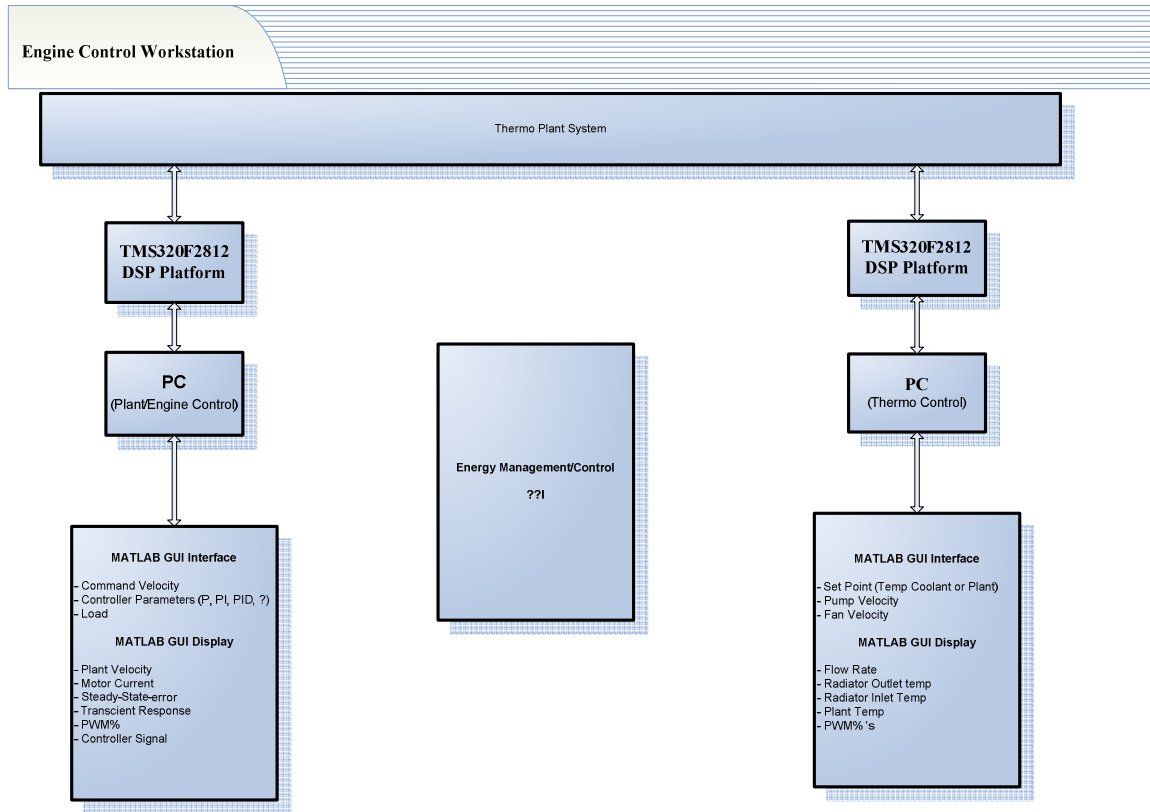 Engine Control Workstation
Thermo Plant System
TMS320F2812
DSP Platform
PC
(Plant/Engine Control)
MATLAB GUI Interface
- Command Velocity
- Controller Parameters (P, PI, PID, ?)
- Load
MATLAB GUI Display
- Plant Velocity
- Motor Current
- Steady-State-error
- Transcient Response
- PWM%
- Controller Signal
Energy Management/Control
??!
TMS320F2812
DSP Platform
PC
(Thermo Control)
MATLAB GUI Interface
- Set Point (Temp Coolant or Plant)
- Pump Velocity
- Fan Velocity
MATLAB GUI Display
- Flow Rate
- Radiator Outlet temp
- Radiator Inlet Temp
- Plant Temp
- PWM% 's